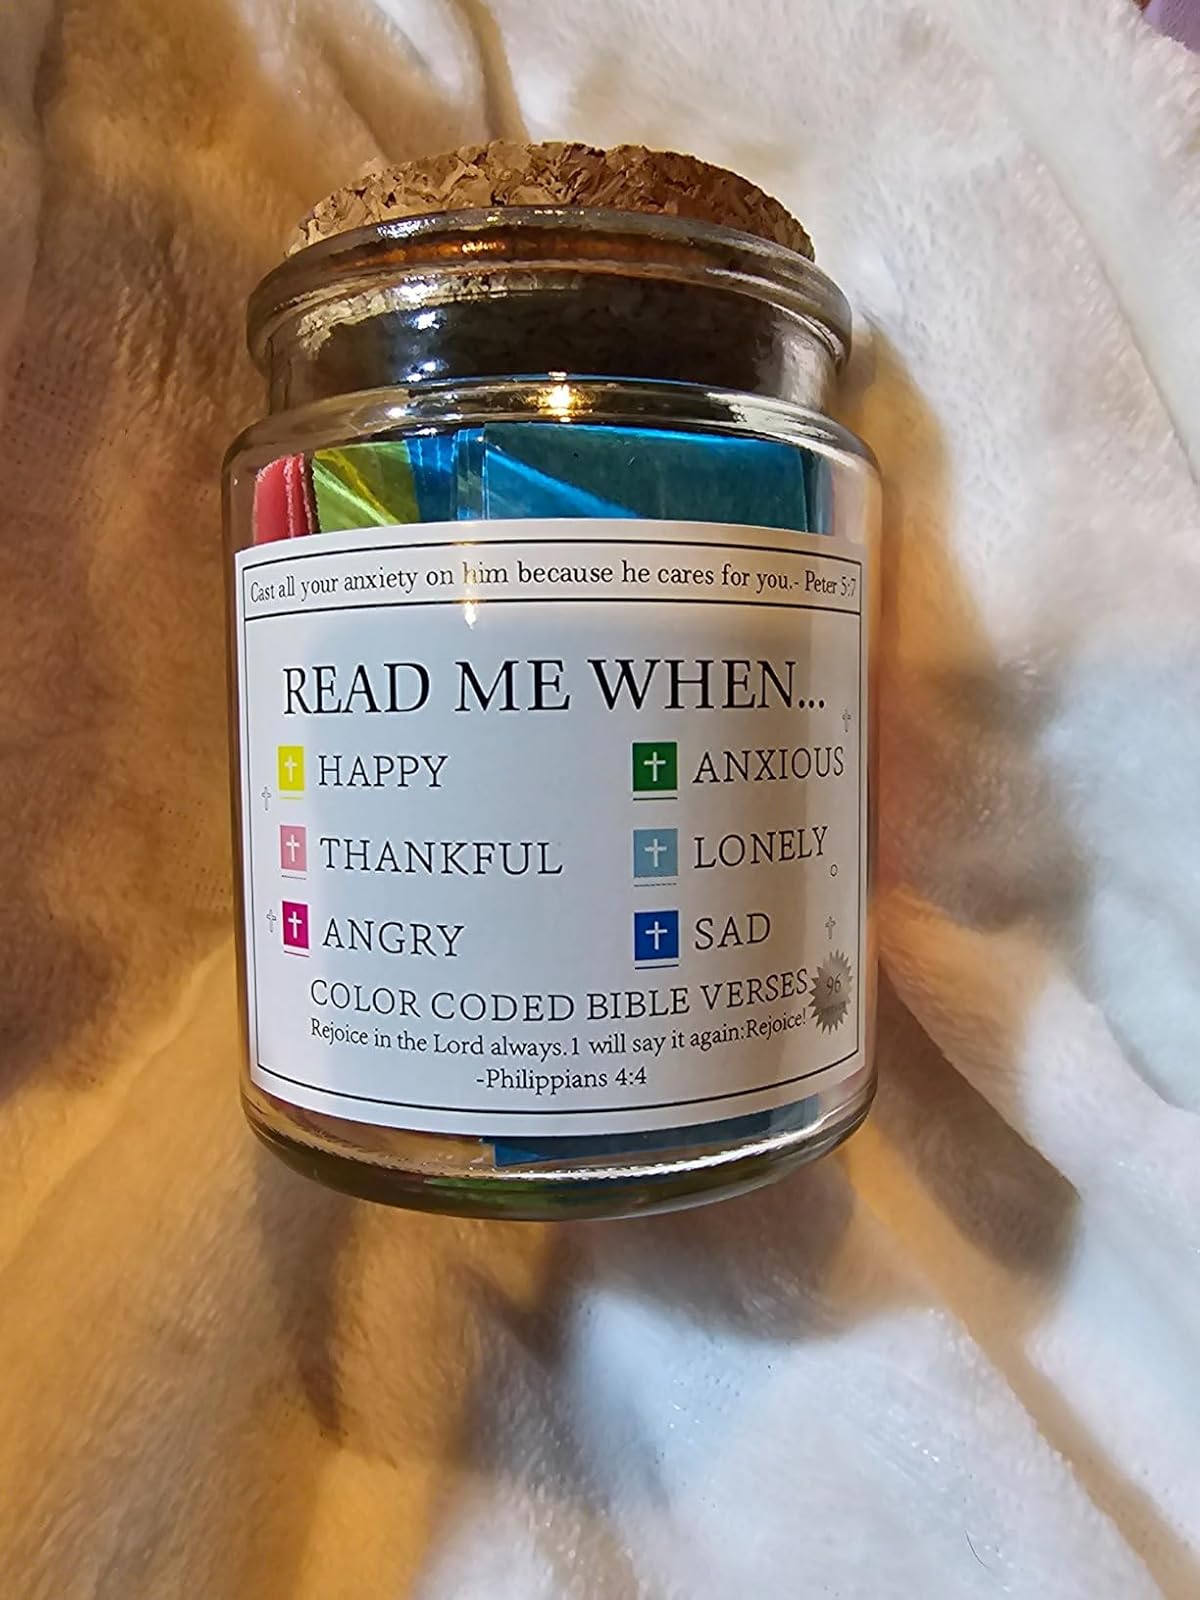 Cast all your anxiety on him because he cares for you.- Peter 5:7
READ ME WHEN...
HAPPY
ANXIOUS
THANKFUL
LONELY
ANGRY
SAD
COLOR CODED BIBLE VERSES
96
Rejoice in the Lord always.1 will say it again:Rejoice!
-Philippians 4:4